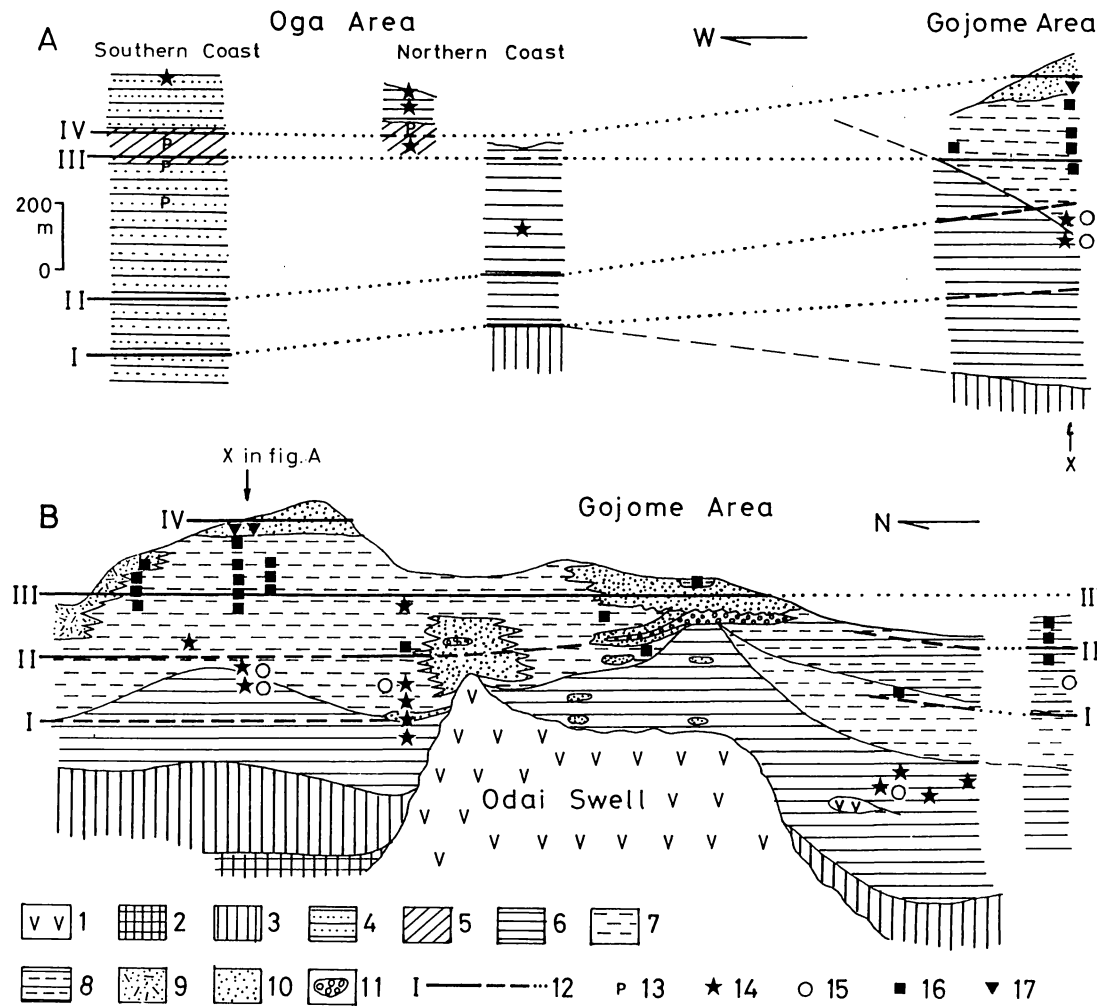 A
Oga Area
Gojome Area
Southern Coast
Northern Coast
W
IV
III
200
m
0
II
I
P
P
P
P
X
X in fig. A
B
Gojome Area
N
IV
III
II
I
III
II
I
V V V V V V V V V V V V V V V V V V V V V V V V V V
Odai Swell
V V 1
2
3
4
5
6
7
8
9
10
11
I 12
P 13
14
15
16
17